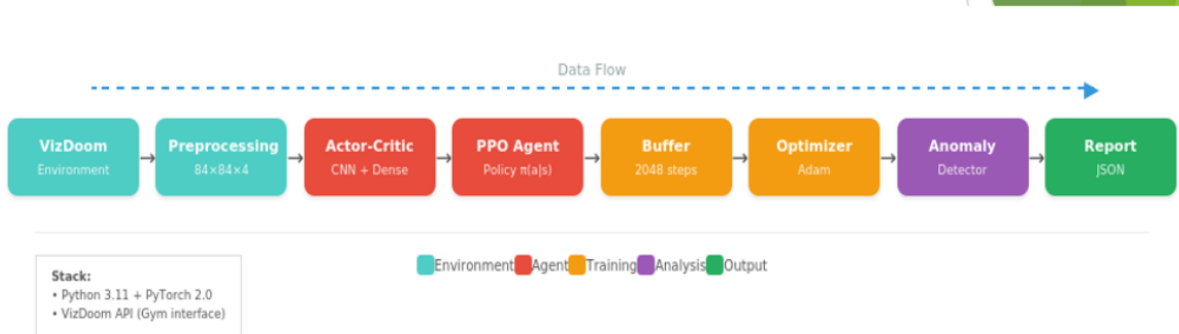 Data Flow
VizDoom
Environment
Preprocessing
84×84×4
Actor-Critic
CNN + Dense
PPO Agent
Policy π(a|s)
Buffer
2048 steps
Optimizer
Adam
Anomaly
Detector
Report
JSON
Environment Agent Training Analysis Output
Stack:
• Python 3.11 + PyTorch 2.0
• VizDoom API (Gym interface)